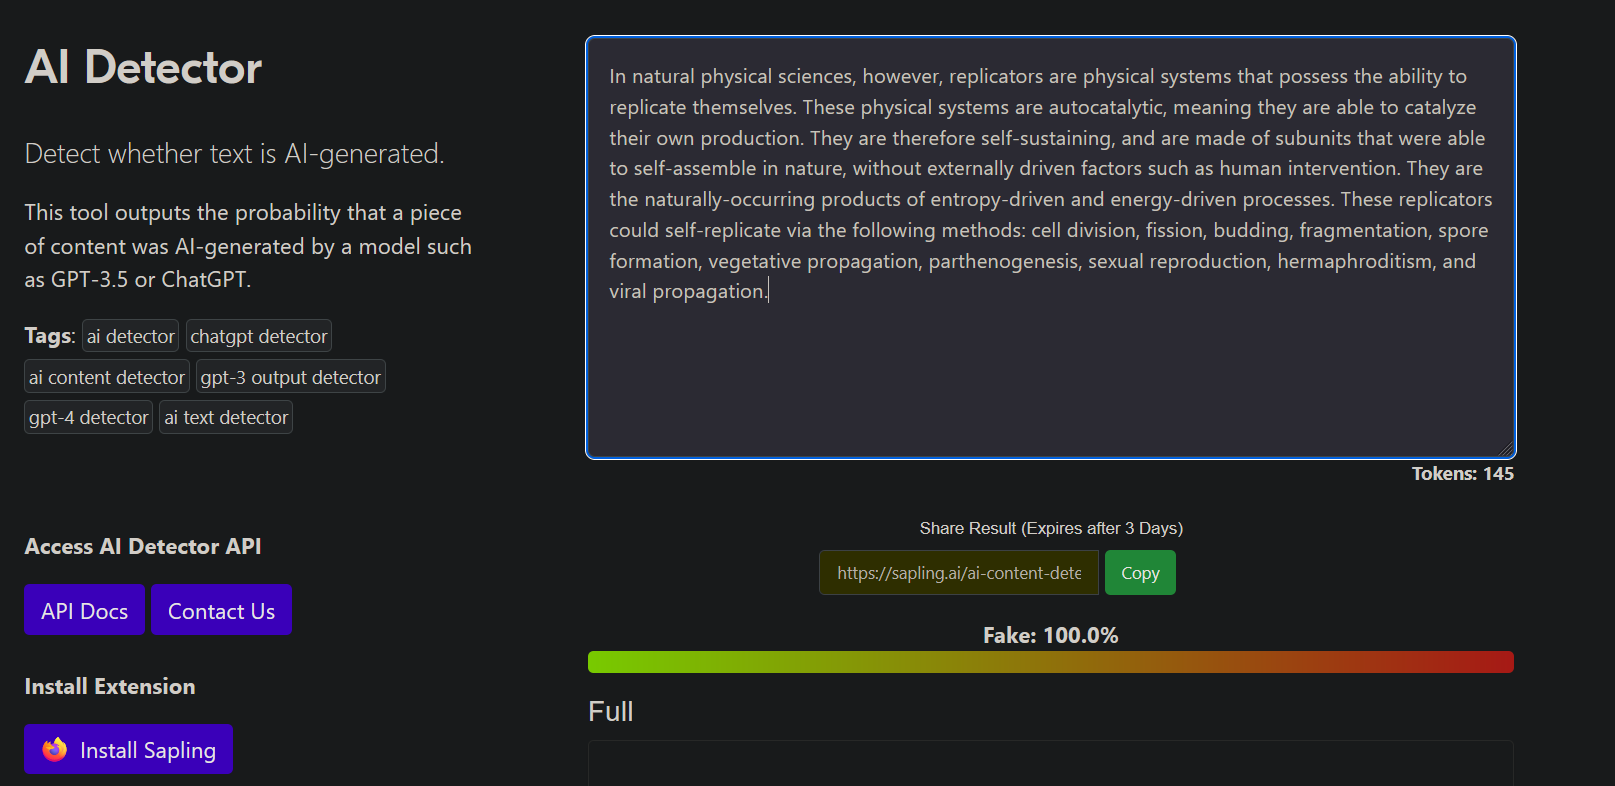 AI Detector
Detect whether text is AI-generated.
This tool outputs the probability that a piece
of content was AI-generated by a model such
as GPT-3.5 or ChatGPT.
Tags: ai detector chatgpt detector
ai content detector gpt-3 output detector
gpt-4 detector ai text detector
Access AI Detector API
API Docs Contact Us
Install Extension
Install Sapling
In natural physical sciences, however, replicators are physical systems that possess the ability to
replicate themselves. These physical systems are autocatalytic, meaning they are able to catalyze
their own production. They are therefore self-sustaining, and are made of subunits that were able
to self-assemble in nature, without externally driven factors such as human intervention. They are
the naturally-occurring products of entropy-driven and energy-driven processes. These replicators
could self-replicate via the following methods: cell division, fission, budding, fragmentation, spore
formation, vegetative propagation, parthenogenesis, sexual reproduction, hermaphroditism, and
viral propagation.
Tokens: 145
Share Result (Expires after 3 Days)
https://sapling.ai/ai-content-dete Copy
Fake: 100.0%
Full